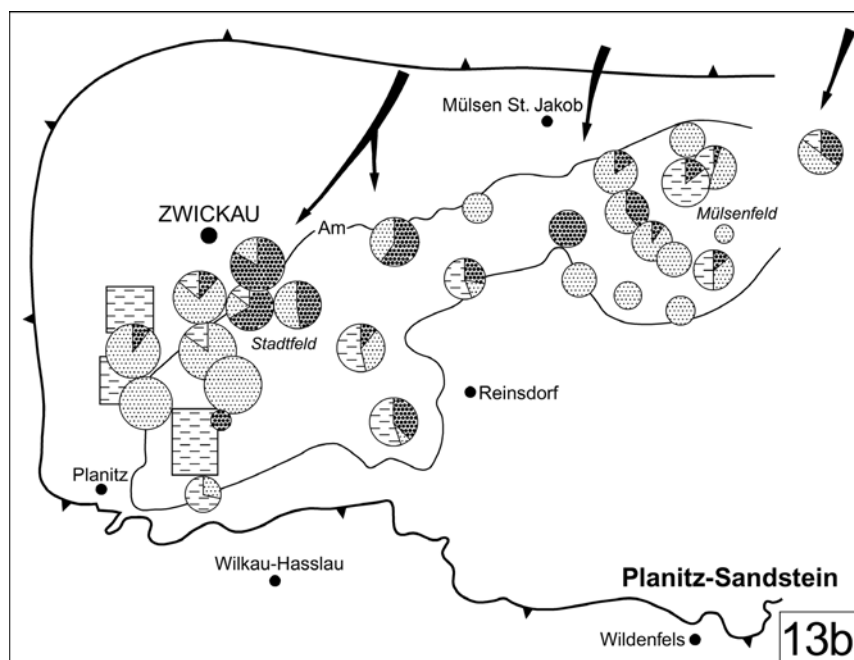 Mülsen St. Jakob
ZWICKAU
Am
Mülsenfeld
Stadtfeld
Reinsdorf
Planitz
Wilkau-Hasslau
Planitz-Sandstein
Wildenfels
13b